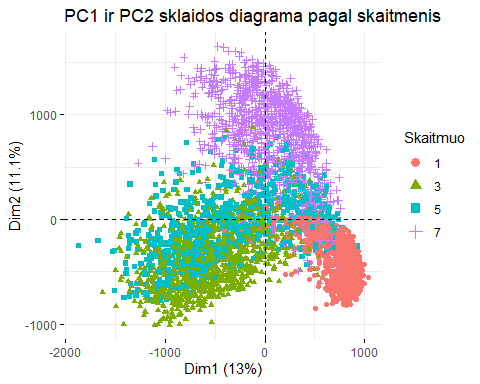 PC1 ir PC2 sklaidos diagrama pagal skaitmenis
Dim2 (11.1%)
1000
0
-1000
-2000 -1000 0 1000
Dim1 (13%)
Skaitmuo
1
3
5
7